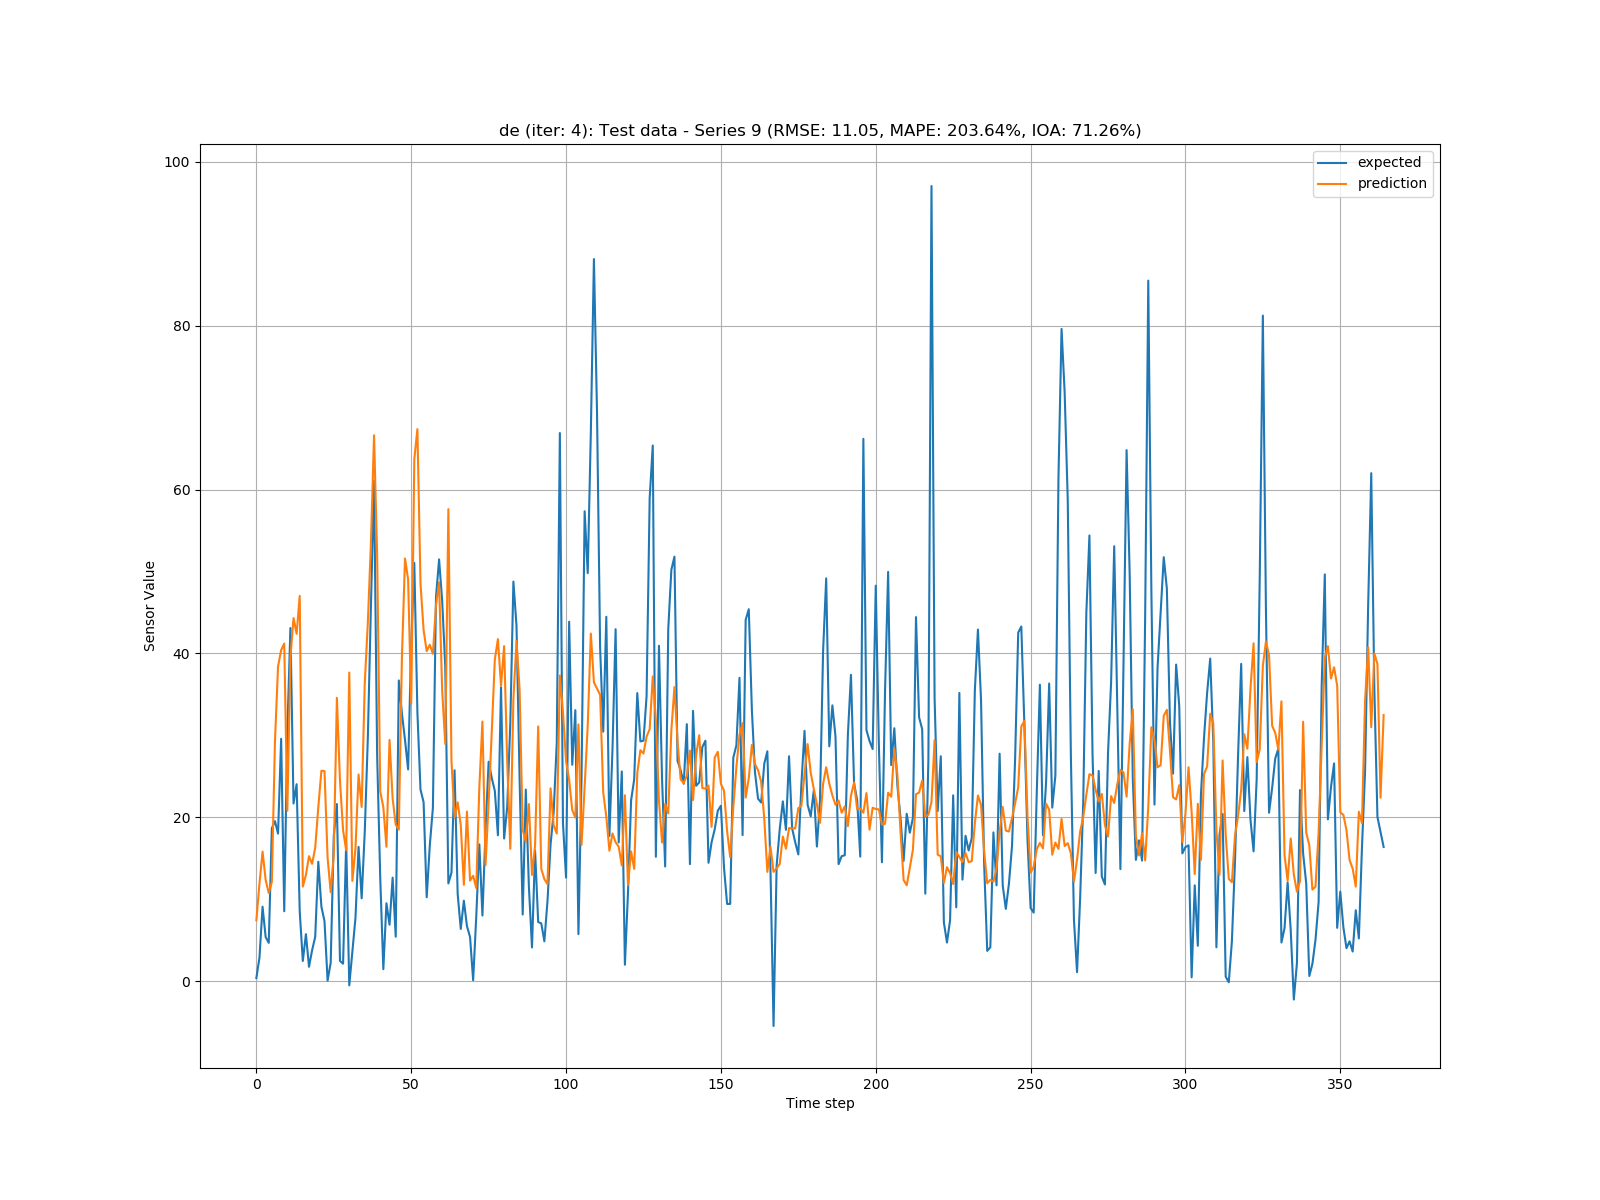 de (iter: 4): Test data - Series 9 (RMSE: 11.05, MAPE: 203.64%, IOA: 71.26%)
expected
prediction
100
80
60
40
20
0
Sensor Value
0 50 100 150 200 250 300 350
Time step